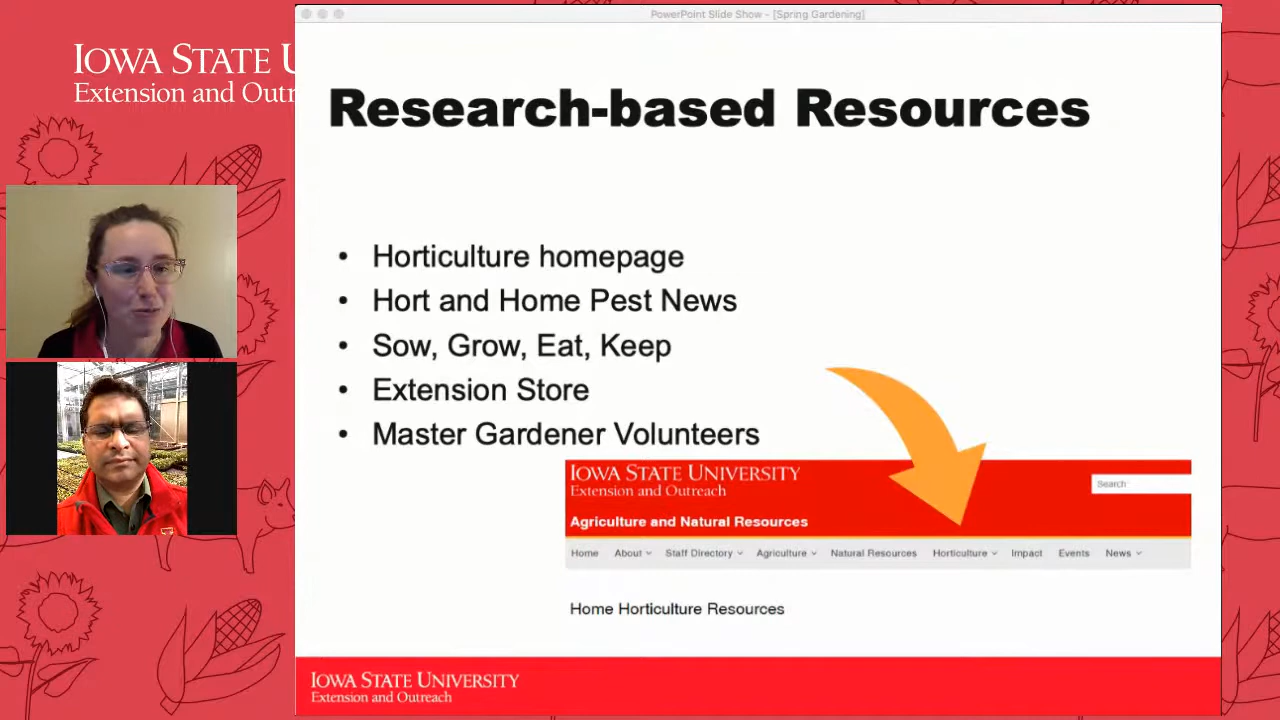 PowerPoint Slide Show - [Spring Gardening]
IOWA STATE U
Extension and Outr
Research-based Resources
• Horticulture homepage
• Hort and Home Pest News
• Sow, Grow, Eat, Keep
• Extension Store
• Master Gardener Volunteers
IOWA STATE UNIVERSITY
Extension and Outreach
Search
Agriculture and Natural Resources
Home About Staff Directory Agriculture Natural Resources Horticulture Impact Events News
Home Horticulture Resources
IOWA STATE UNIVERSITY
Extension and Outreach